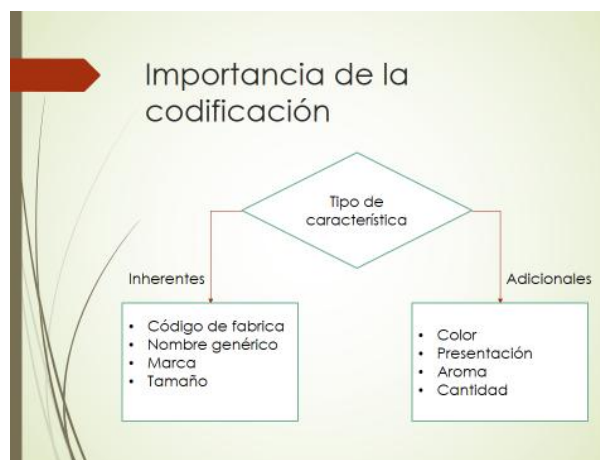 Importancia de la
codificación
Tipo de
característica
Inherentes
Adicionales
• Código de fabrica
• Nombre genérico
• Marca
• Tamaño
• Color
• Presentación
• Aroma
• Cantidad